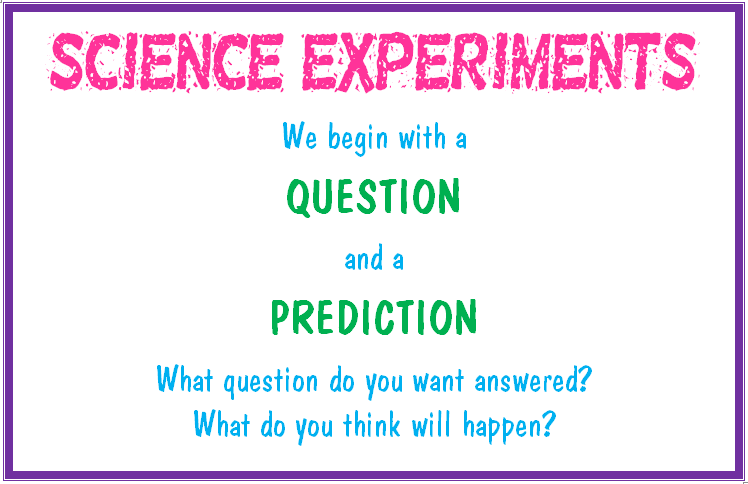 SCIENCE EXPERIMENTS
We begin with a
QUESTION
and a
PREDICTION
What question do you want answered?
What do you think will happen?